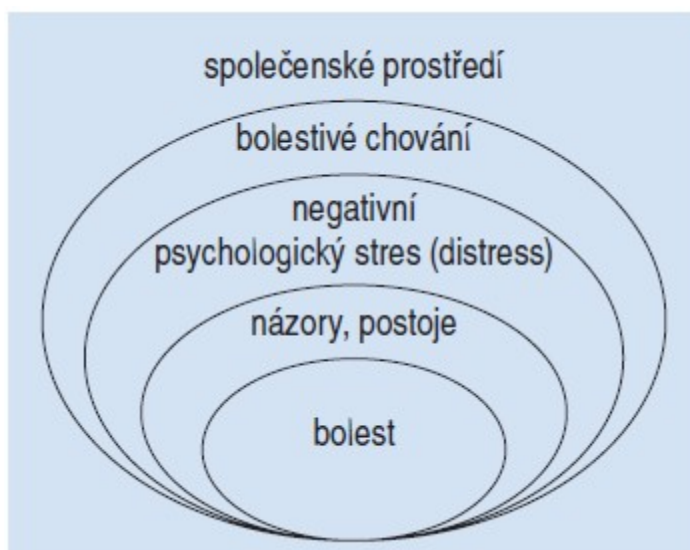 společenské prostředí
bolestivé chování
negativní
psychologický stres (distress)
názory, postoje
bolest